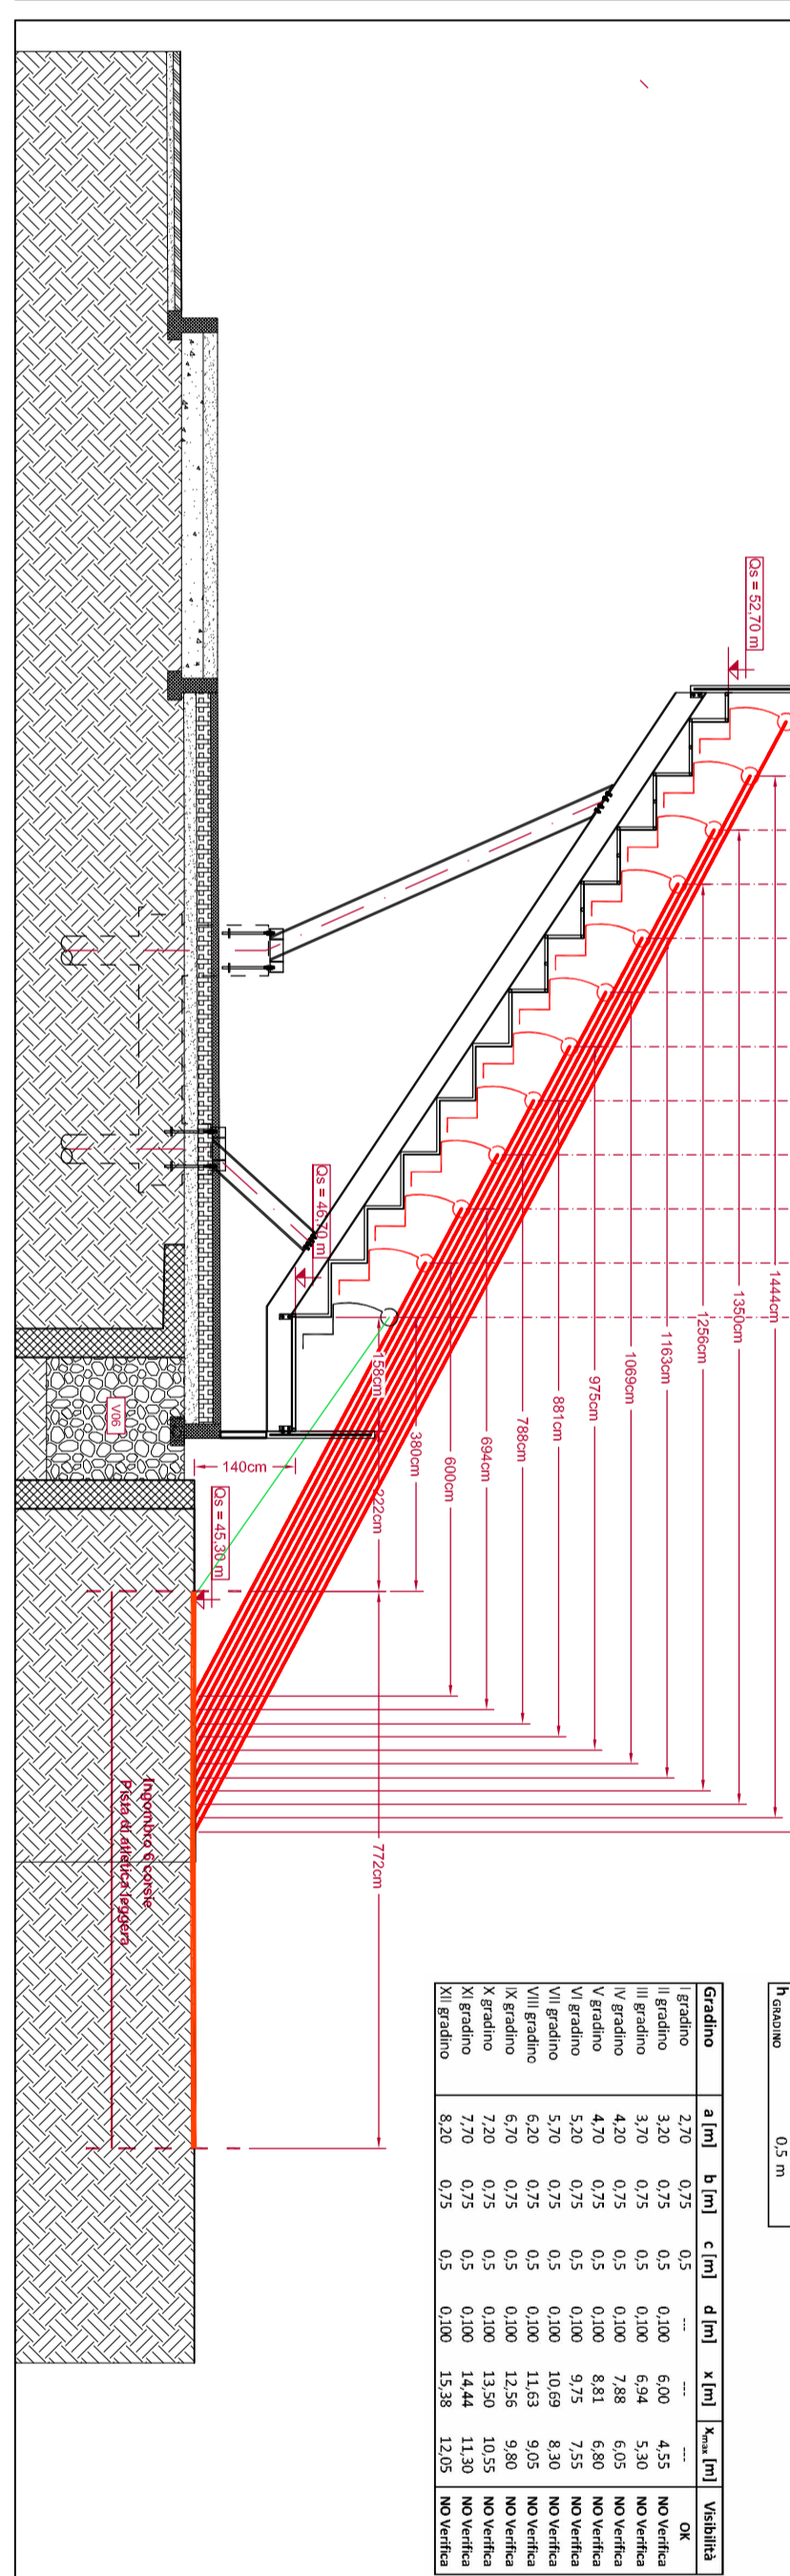 Qs = 52,70 m
1444cm
1350cm
1256cm
1163cm
1069cm
975cm
881cm
788cm
694cm
600cm
380cm
158cm
222cm
772cm
Qs = 46,70 m
140cm
Qs = 45,30 m
V06
Ingombro 6 corsie
Pista di atletica leggera
h GRADINO 0,5 m
Gradino a [m] b [m] c [m] d [m] x [m] xmax [m] Visibilità
I gradino 2,70 0,75 0,5 --- --- --- OK
II gradino 3,20 0,75 0,5 0,100 6,00 4,55 NO Verifica
III gradino 3,70 0,75 0,5 0,100 6,94 5,30 NO Verifica
IV gradino 4,20 0,75 0,5 0,100 7,88 6,05 NO Verifica
V gradino 4,70 0,75 0,5 0,100 8,81 6,80 NO Verifica
VI gradino 5,20 0,75 0,5 0,100 9,75 7,55 NO Verifica
VII gradino 5,70 0,75 0,5 0,100 10,69 8,30 NO Verifica
VIII gradino 6,20 0,75 0,5 0,100 11,63 9,05 NO Verifica
IX gradino 6,70 0,75 0,5 0,100 12,56 9,80 NO Verifica
X gradino 7,20 0,75 0,5 0,100 13,50 10,55 NO Verifica
XI gradino 7,70 0,75 0,5 0,100 14,44 11,30 NO Verifica
XII gradino 8,20 0,75 0,5 0,100 15,38 12,05 NO Verifica